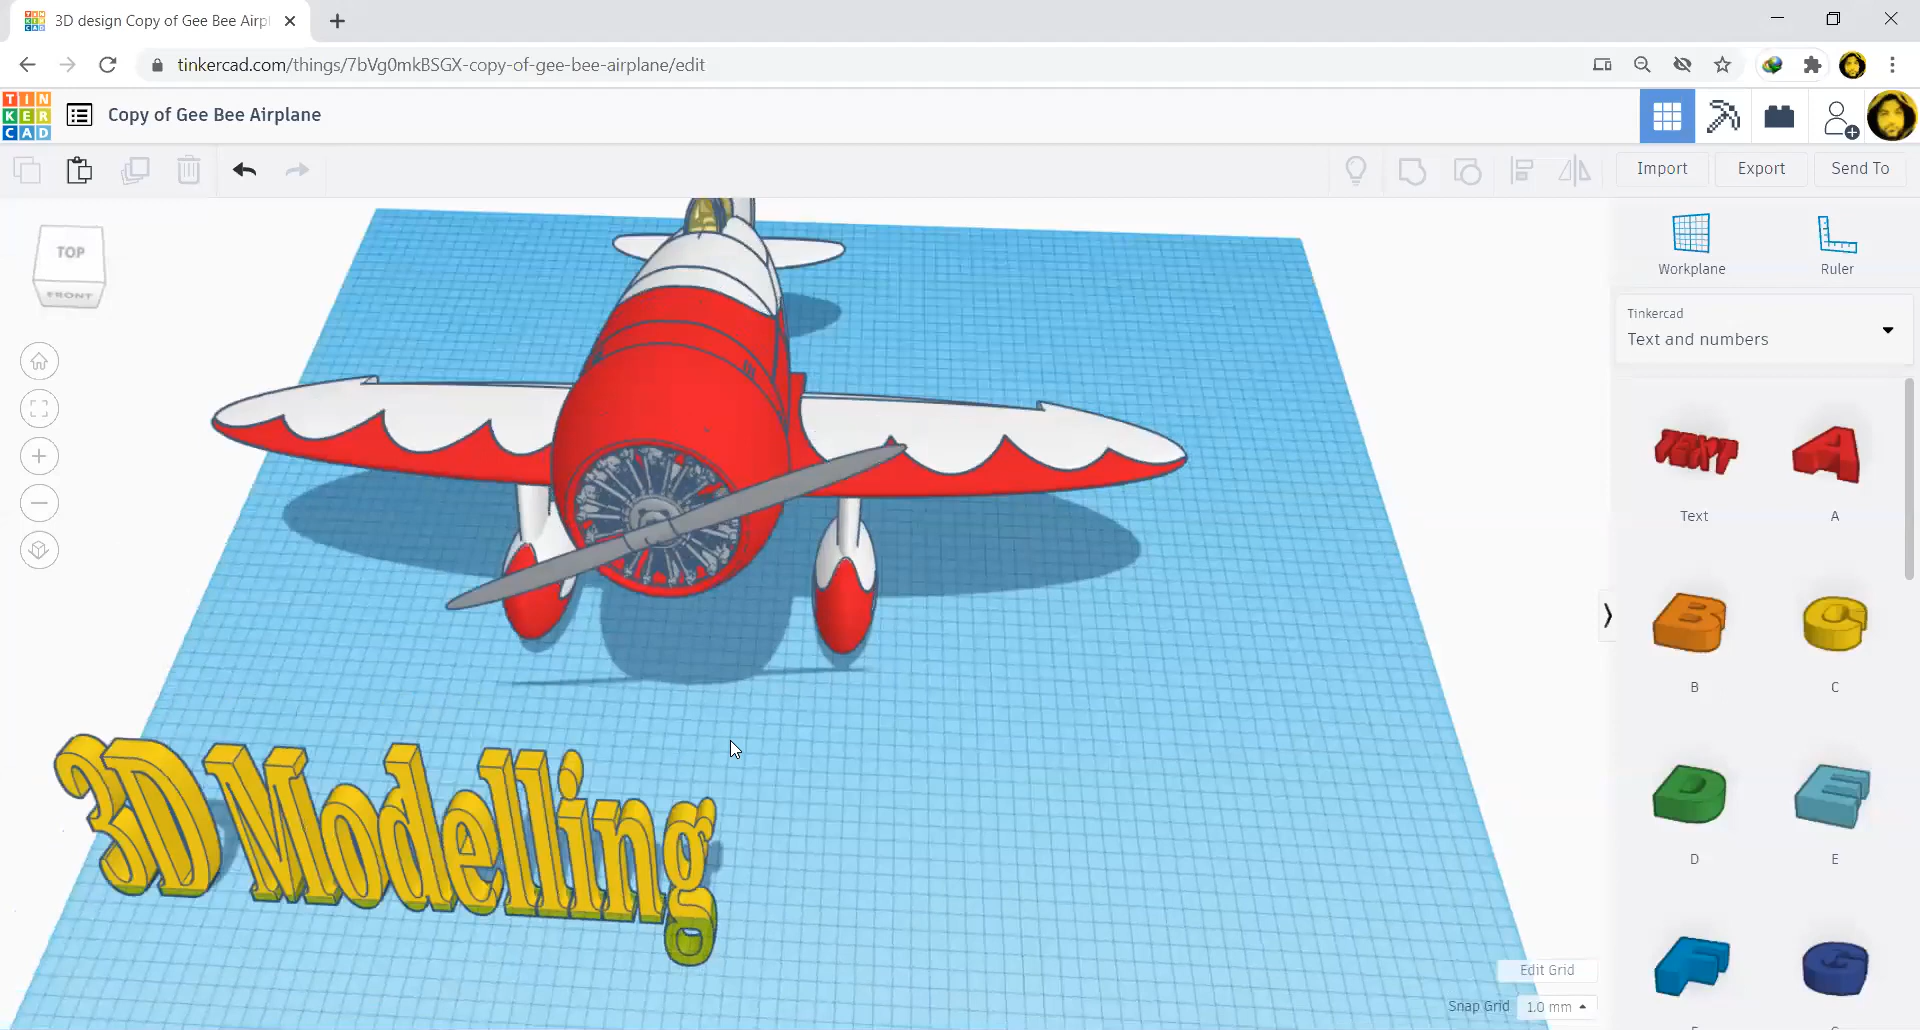 3D design Copy of Gee Bee Airpl
tinkercad.com/things/7bVg0mkBSGX-copy-of-gee-bee-airplane/edit
TIN
KER
CAD
Copy of Gee Bee Airplane
Import
Export
Send To
TOP
FRONT
Workplane
Ruler
Tinkercad
Text and numbers
TEXT
A
Text
A
B
C
B
C
D
E
D
E
F
G
3D Modelling
Edit Grid
Snap Grid
1.0 mm